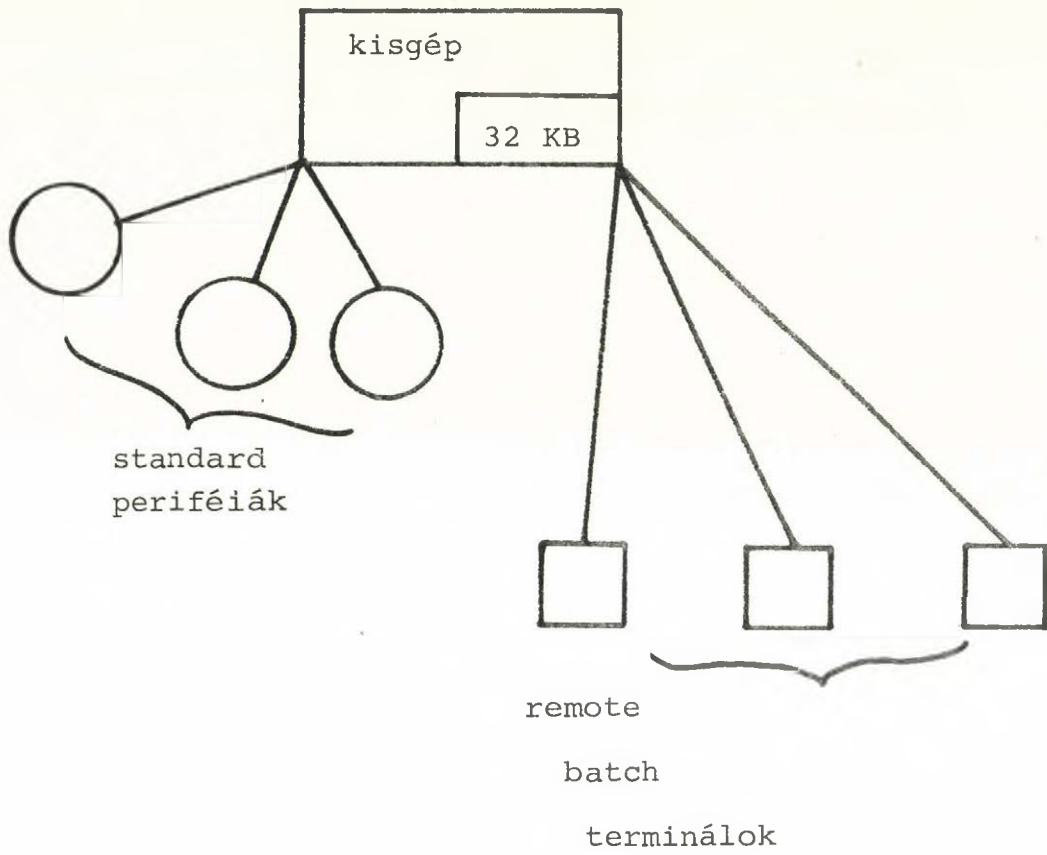 kisgép
32 KB
standard
periféiák
remote
batch
terminálok